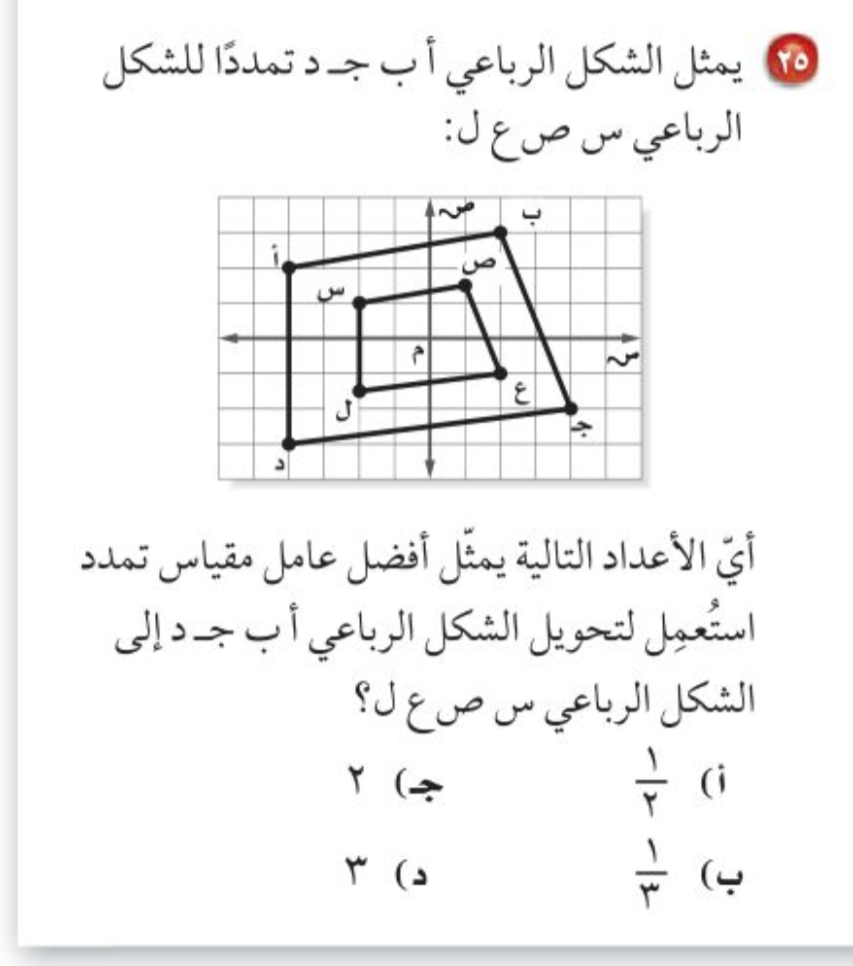 ٢٥ يمثل الشكل الرباعي أ ب جـ د تمددًا للشكل
الرباعي س ص ع ل:
ص
ب
أ
ص
س
م
س
ع
ل
جـ
د
أيّ الأعداد التالية يمثّل أفضل عامل مقياس تمدد
استُعمِل لتحويل الشكل الرباعي أ ب جـ د إلى
الشكل الرباعي س ص ع ل؟
أ) ١/٢ جـ) ٢
ب) ١/٣ د) ٣